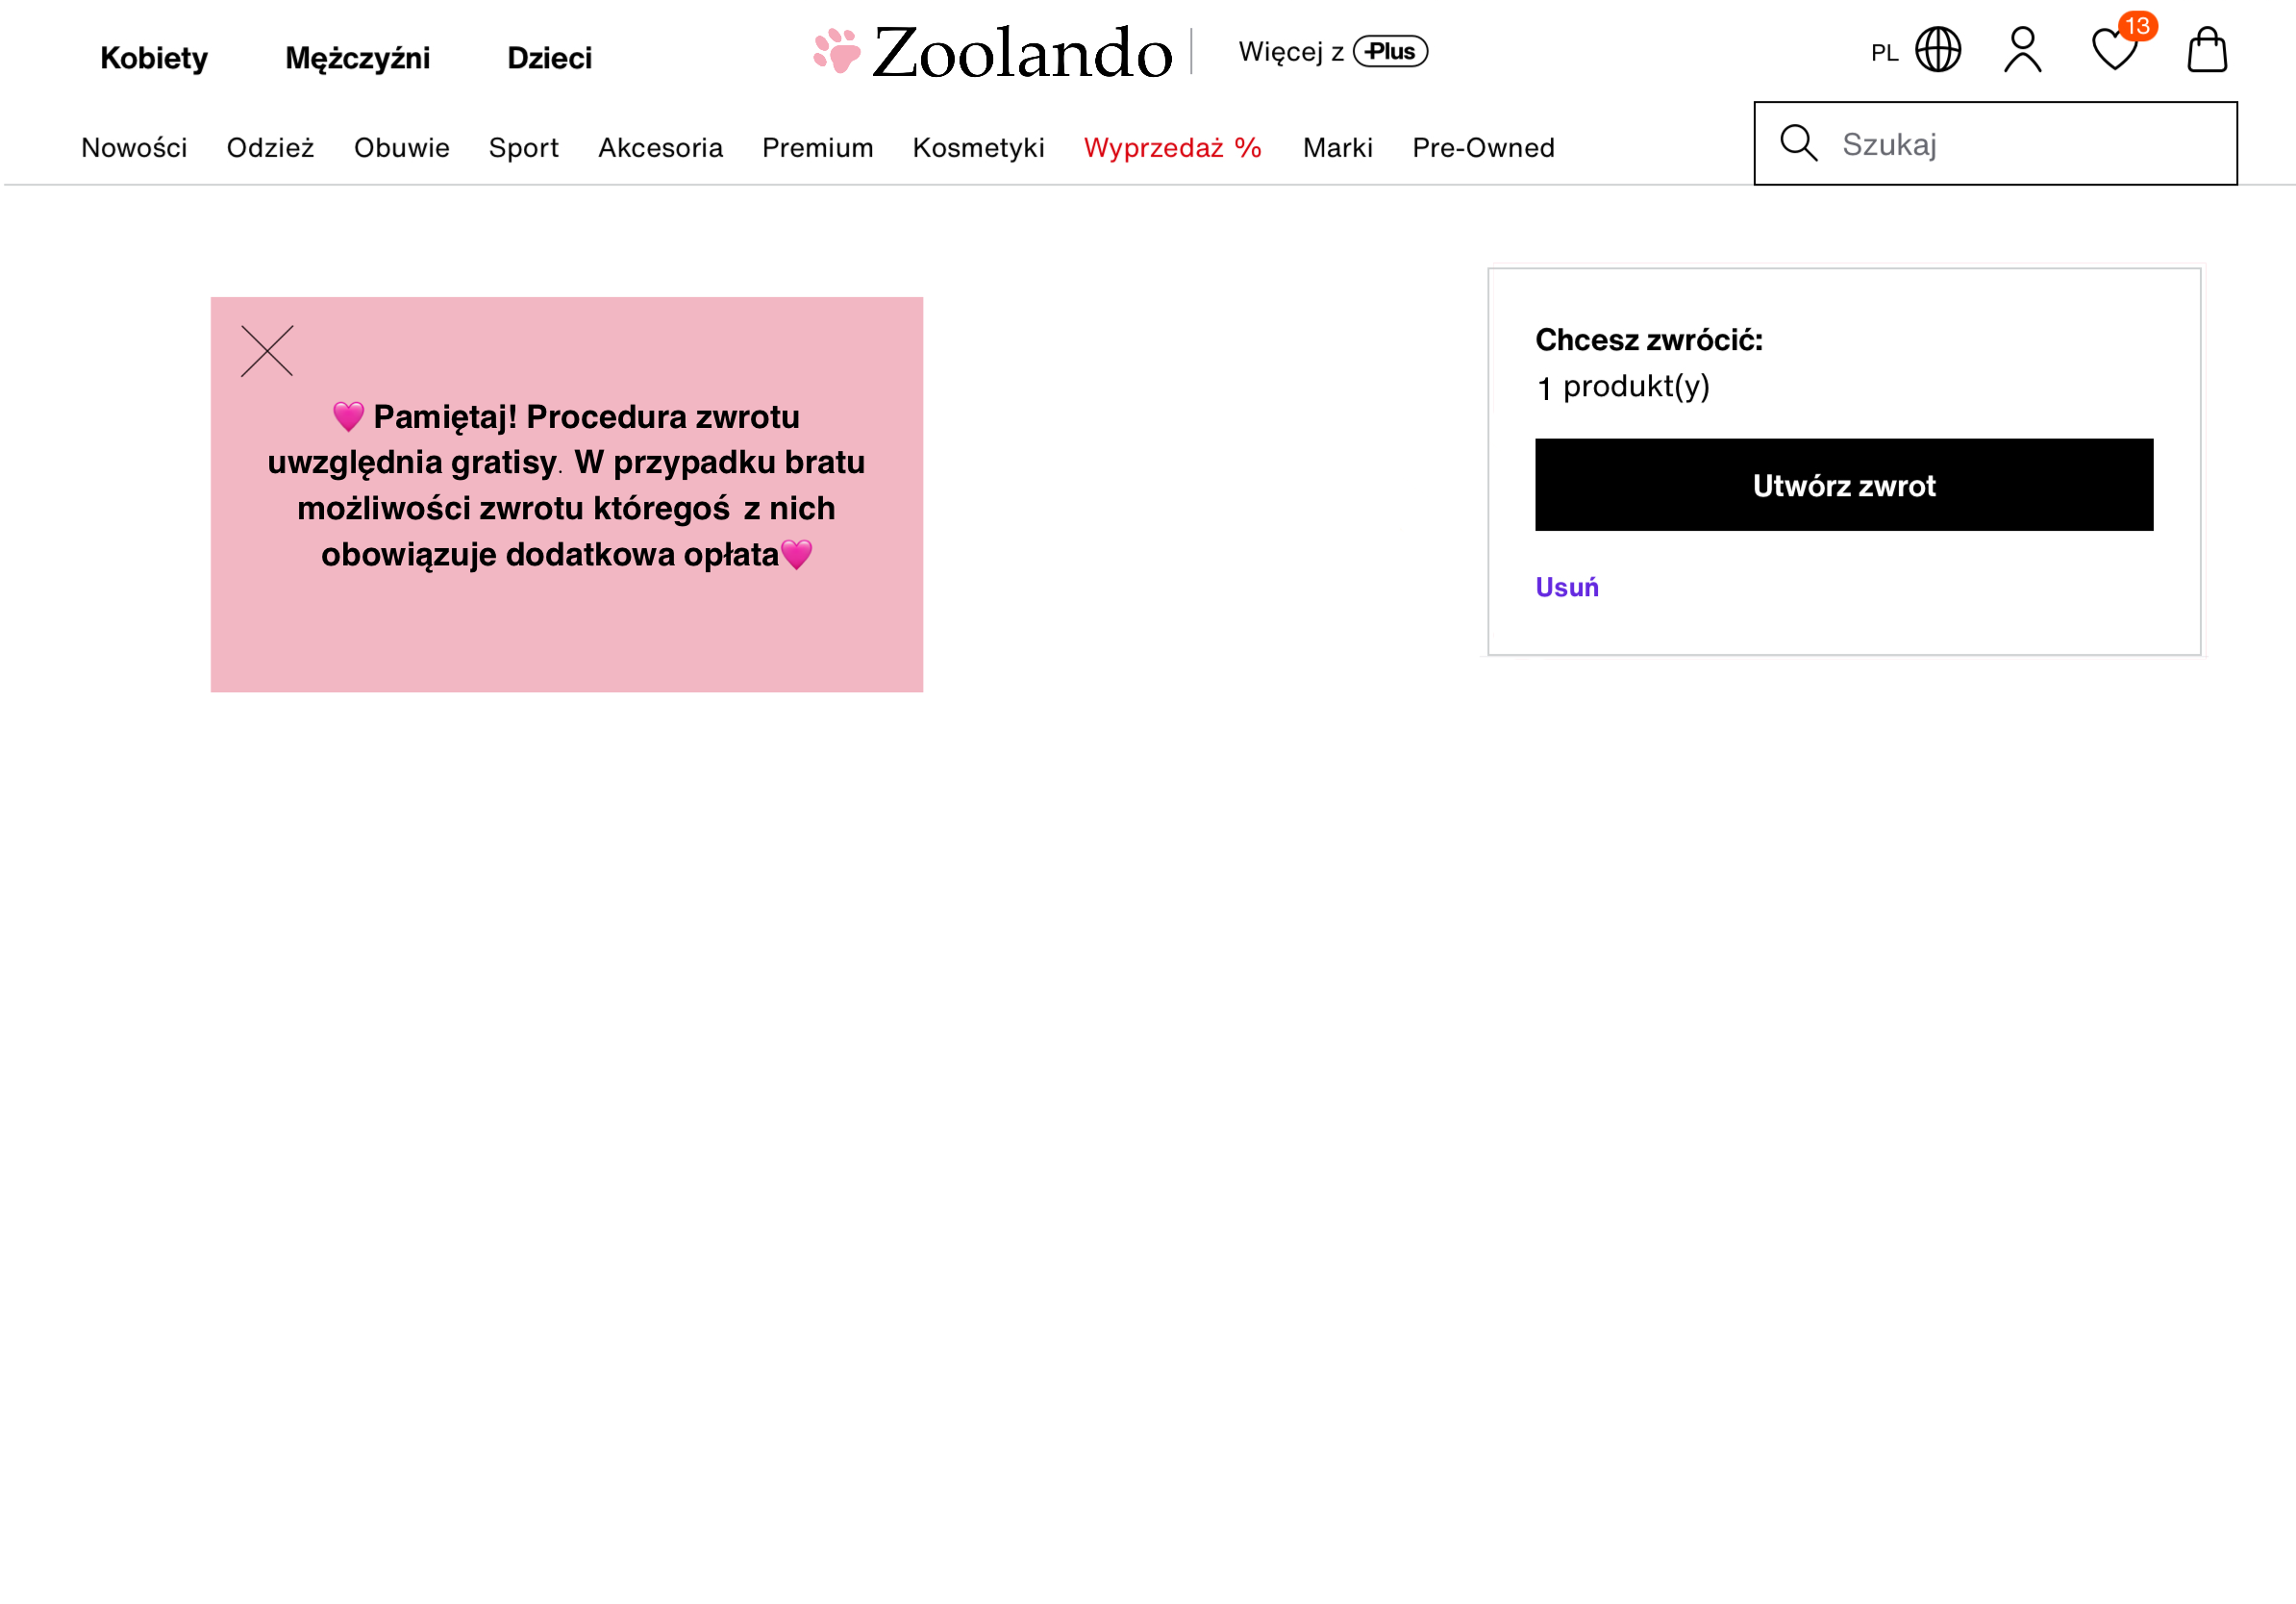 Kobiety Mężczyźni Dzieci Zoolando Więcej z Plus PL 13
Nowości Odzież Obuwie Sport Akcesoria Premium Kosmetyki Wyprzedaż % Marki Pre-Owned Szukaj
💗 Pamiętaj! Procedura zwrotu
uwzględnia gratisy. W przypadku bratu
możliwości zwrotu któregoś z nich
obowiązuje dodatkowa opłata💗
Chcesz zwrócić:
1 produkt(y)
Utwórz zwrot
Usuń